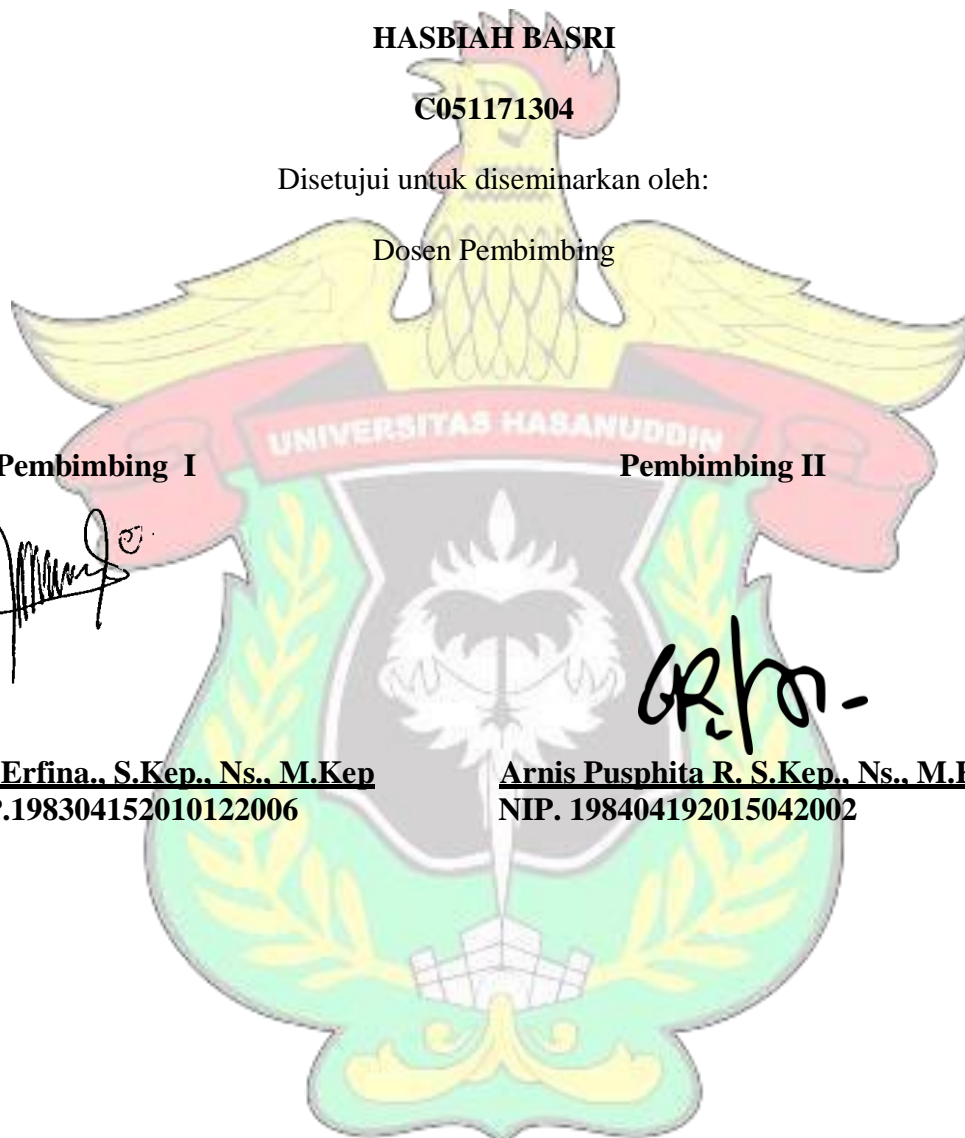 HASBIAH BASRI
C051171304
Disetujui untuk diseminarkan oleh:
Dosen Pembimbing
UNIVERSITAS HASANUDDIN
Pembimbing I
Pembimbing II
Erfina., S.Kep., Ns., M.Kep
Arnis Pusphita R. S.Kep., Ns.,
.198304152010122006
NIP. 198404192015042002